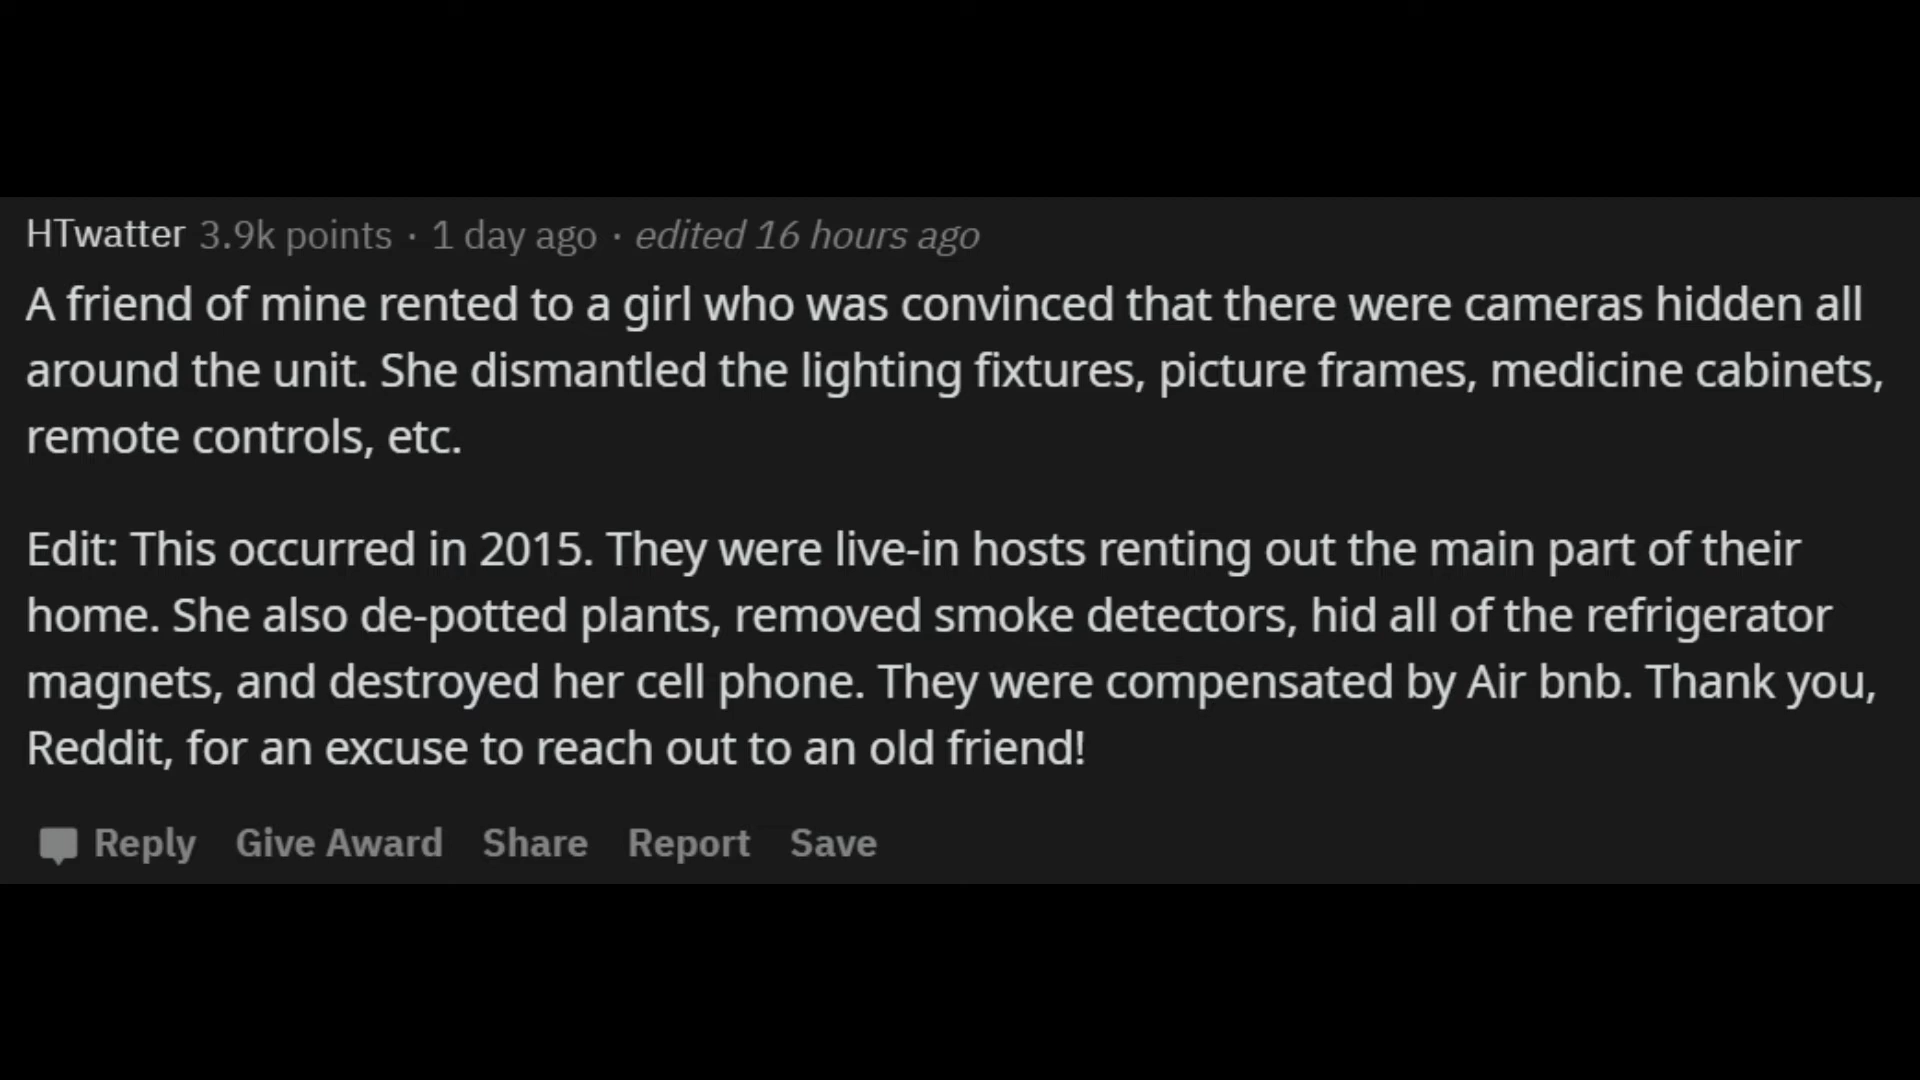 HTwatter 3.9k points · 1 day ago · edited 16 hours ago
A friend of mine rented to a girl who was convinced that there were cameras hidden all
around the unit. She dismantled the lighting fixtures, picture frames, medicine cabinets,
remote controls, etc.
Edit: This occurred in 2015. They were live-in hosts renting out the main part of their
home. She also de-potted plants, removed smoke detectors, hid all of the refrigerator
magnets, and destroyed her cell phone. They were compensated by Air bnb. Thank you,
Reddit, for an excuse to reach out to an old friend!
Reply Give Award Share Report Save